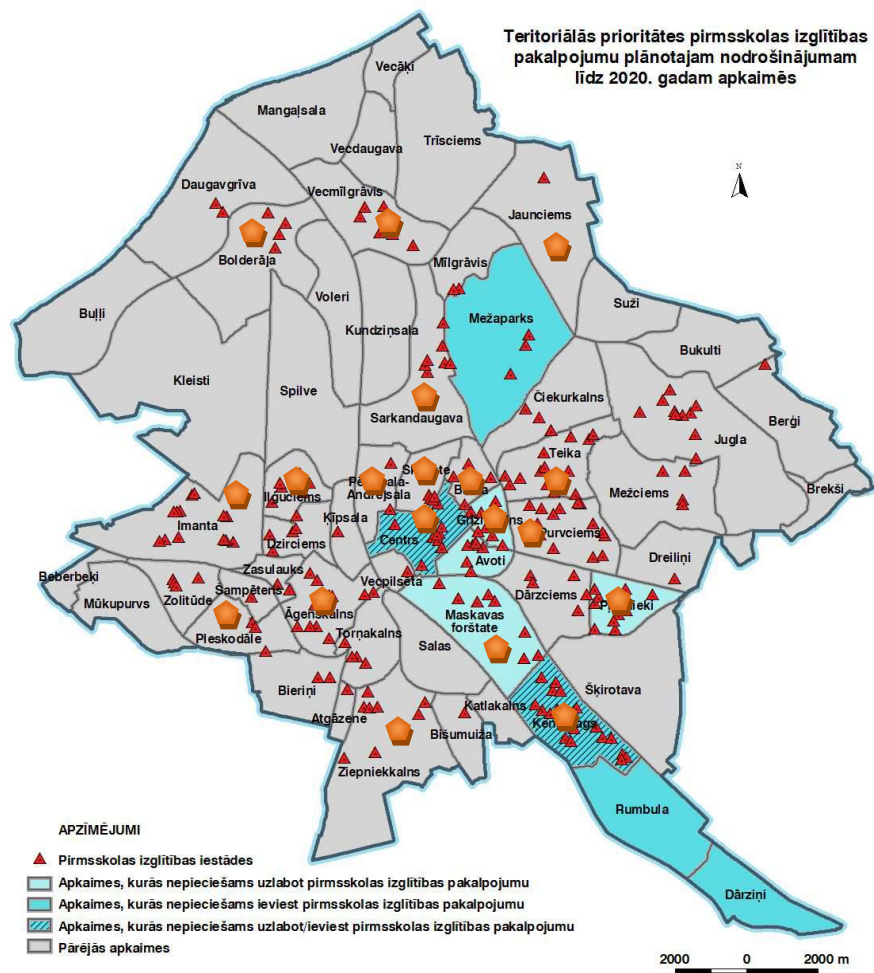 Teritoriālās prioritātes pirmsskolas izglītības
pakalpojumu plānotajam nodrošinājumam
līdz 2020. gadam apkaimēs
N
Vecāķi
Mangaļsala
Vecdaugava
Trīsciems
Daugavgrīva
Vecmīlgrāvis
Jaunciems
Bolderāja
Mīlgrāvis
Voleri
Suži
Buļļi
Kundziņsala
Mežaparks
Bukulti
Kleisti
Spilve
Čiekurkalns
Sarkandaugava
Jugla
Berģi
Teika
Mežciems
Brekši
Iļģuciems
Andrejsala
Imanta
Ķīpsala
Centrs
Dzirciems
Avoti
Dreiliņi
Beberbeķi
Zasulauks
Vecpilsēta
Dārzciems
Mūkupurvs
Zolitūde
Šampēteris
Āgenskalns
Maskavas
forštate
Pleskodāle
Torņakalns
Salas
Bieriņi
Šķirotava
Atgāzene
Katlakalns
Bišumuiža
Ziepniekkalns
Rumbula
Dārziņi
APZĪMĒJUMI
Pirmsskolas izglītības iestādes
Apkaimes, kurās nepieciešams uzlabot pirmsskolas izglītības pakalpojumu
Apkaimes, kurās nepieciešams ieviest pirmsskolas izglītības pakalpojumu
Apkaimes, kurās nepieciešams uzlabot/ieviest pirmsskolas izglītības pakalpojumu
Pārējās apkaimes
2000 0 2000 m